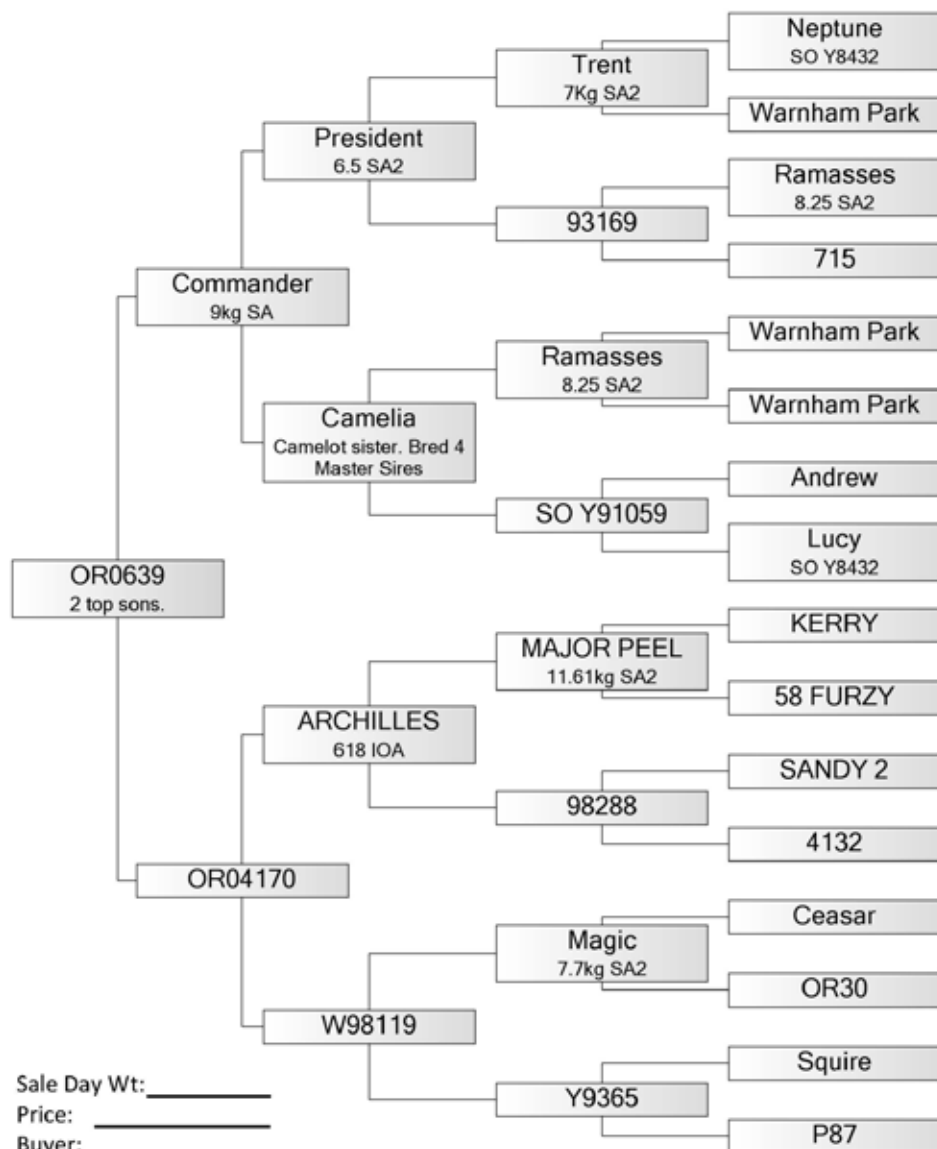 Neptune
SO Y8432
Trent
7Kg SA2
Warnham Park
President
6.5 SA2
Ramasses
8.25 SA2
93169
715
Commander
9kg SA
Warnham Park
Ramasses
8.25 SA2
Warnham Park
Camelia
Camelot sister. Bred 4
Master Sires
Andrew
SO Y91059
Lucy
SO Y8432
OR0639
2 top sons.
KERRY
MAJOR PEEL
11.61kg SA2
58 FURZY
ARCHILLES
618 IOA
SANDY 2
98288
4132
OR04170
Ceasar
Magic
7.7kg SA2
OR30
W98119
Squire
Y9365
P87
Sale Day Wt:
Price:
Buyer: